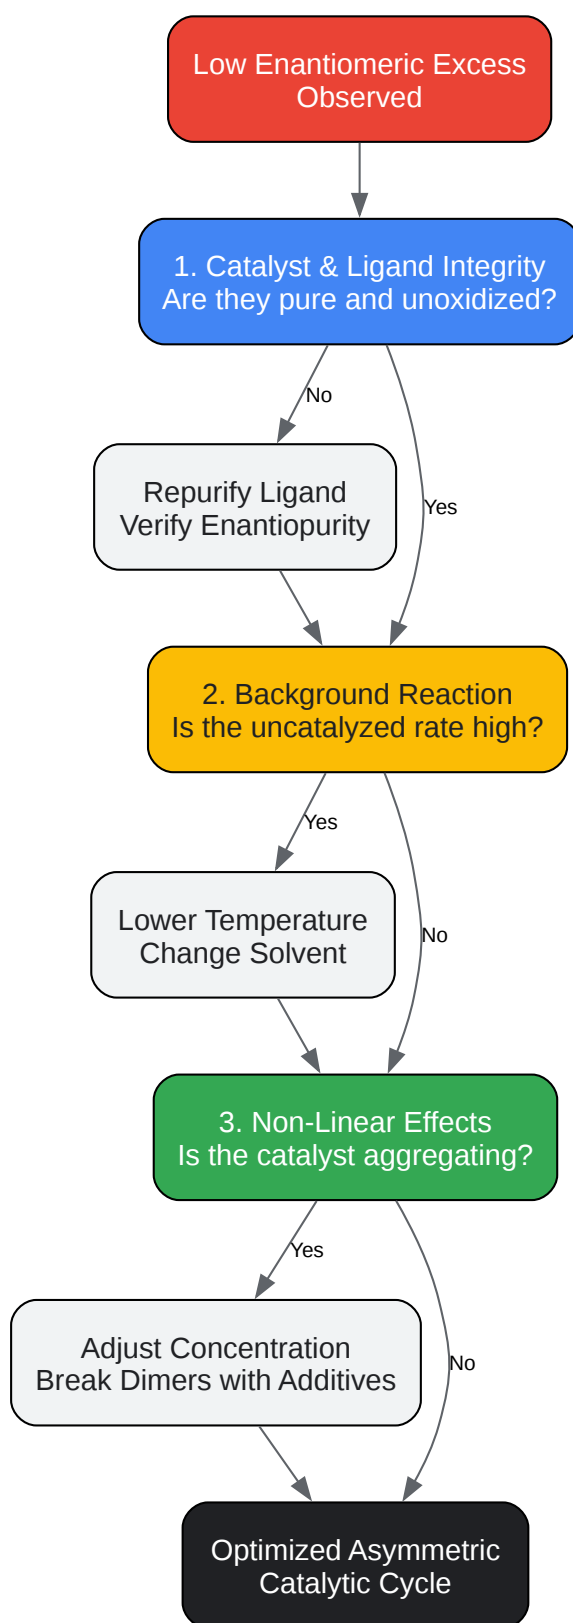 Low Enantiomeric Excess
Observed
1. Catalyst & Ligand Integrity
Are they pure and unoxidized?
No
Repurify Ligand
Verify Enantiopurity
Yes
2. Background Reaction
Is the uncatalyzed rate high?
Yes
Lower Temperature
Change Solvent
No
3. Non-Linear Effects
Is the catalyst aggregating?
Yes
Adjust Concentration
Break Dimers with Additives
No
Optimized Asymmetric
Catalytic Cycle